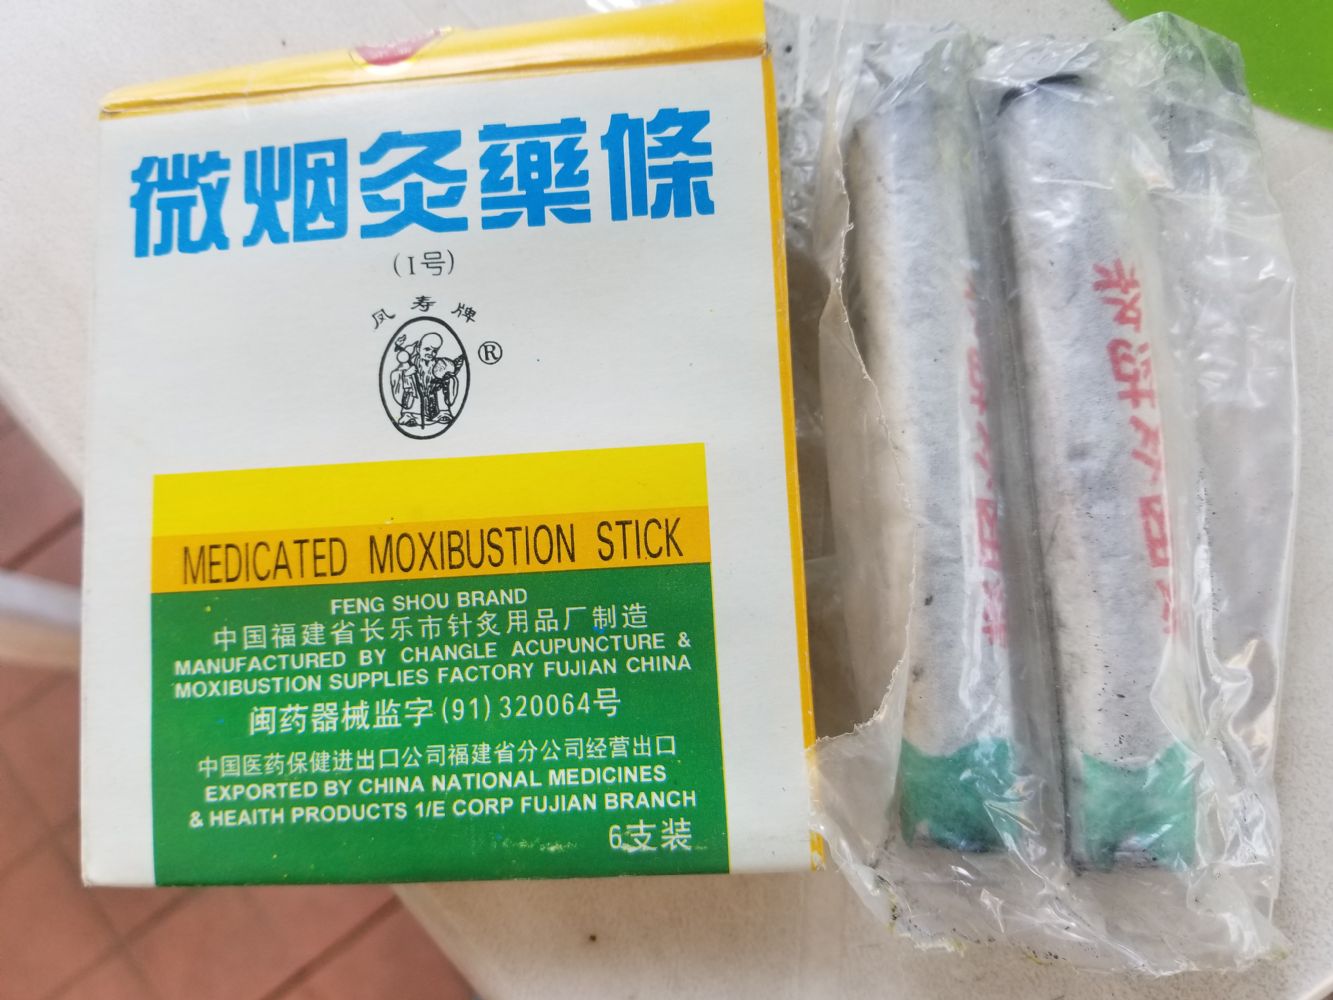 微烟灸藥條
(1号)
凤寿牌
®
MEDICATED MOXIBUSTION STICK
FENG SHOU BRAND
中国福建省长乐市针灸用品厂制造
MANUFACTURED BY CHANGLE ACUPUNCTURE &
MOXIBUSTION SUPPLIES FACTORY FUJIAN CHINA
闽药器械监字(91)320064号
中国医药保健进出口公司福建省分公司经营出口
EXPORTED BY CHINA NATIONAL MEDICINES
& HEAITH PRODUCTS 1/E CORP FUJIAN BRANCH
6支装